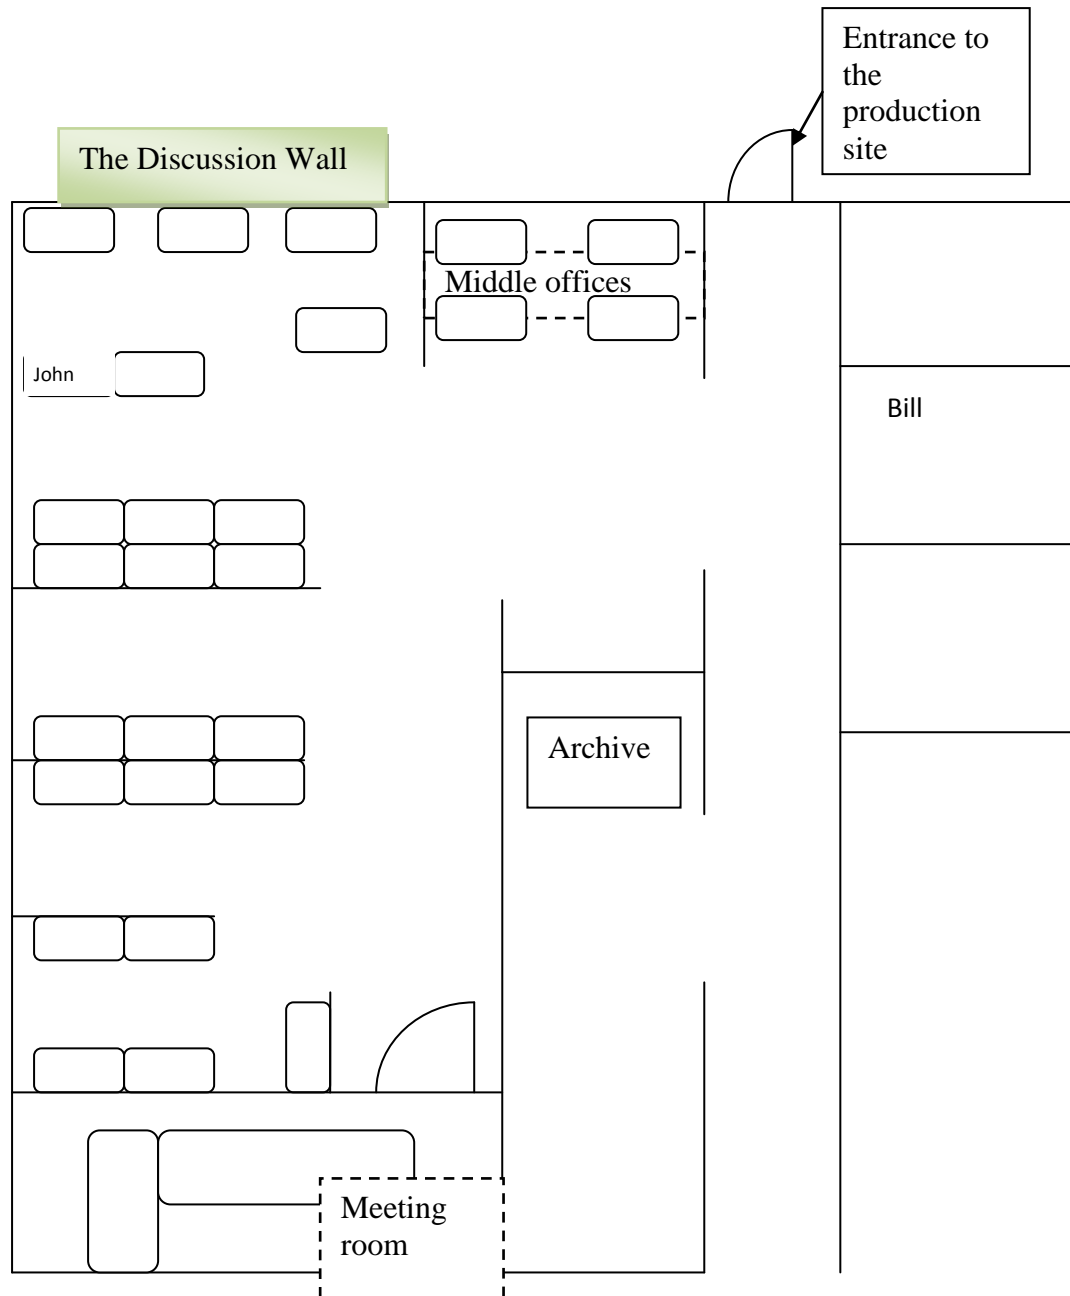 Entrance to
the
production
site
The Discussion Wall
Middle offices
John
Bill
Archive
Meeting
room